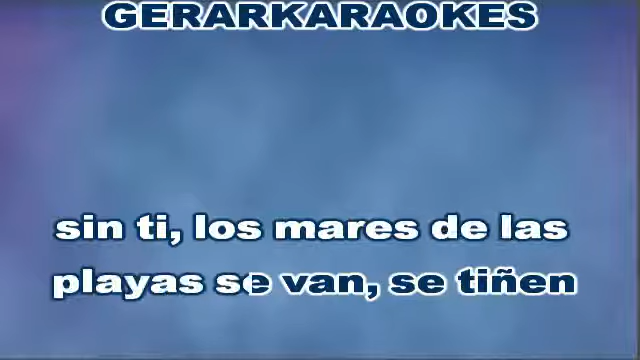 GERARKARAOKES
sin ti, los mares de las
playas se van, se tiñen